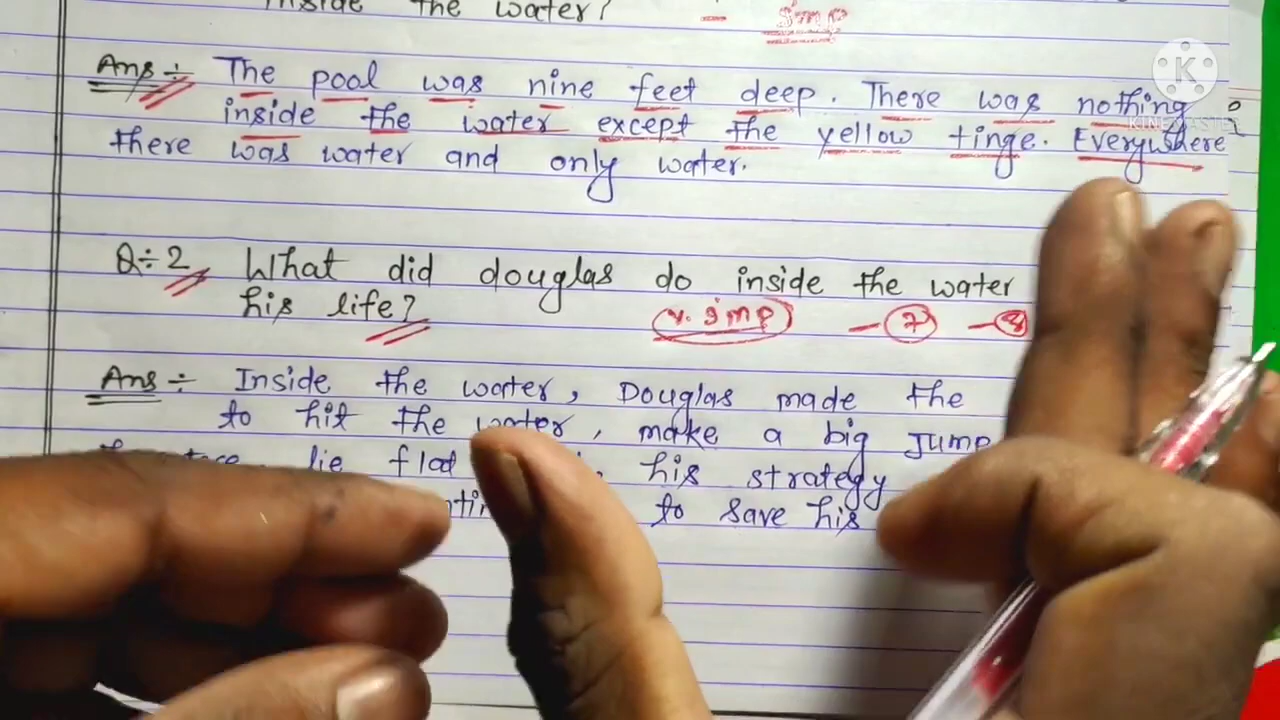 inside the water? - Imp
Ans÷ The pool was nine feet deep. There was nothing
inside the water except the yellow tinge. Everywhere
there was water and only water.
Q÷2 What did douglas do inside the water
his life? v. Imp - 7 - 8
Ans÷ Inside the water, Douglas made the
to hit the water, make a big jump
lie flat his strategy
to save his
K
KINEMASTER